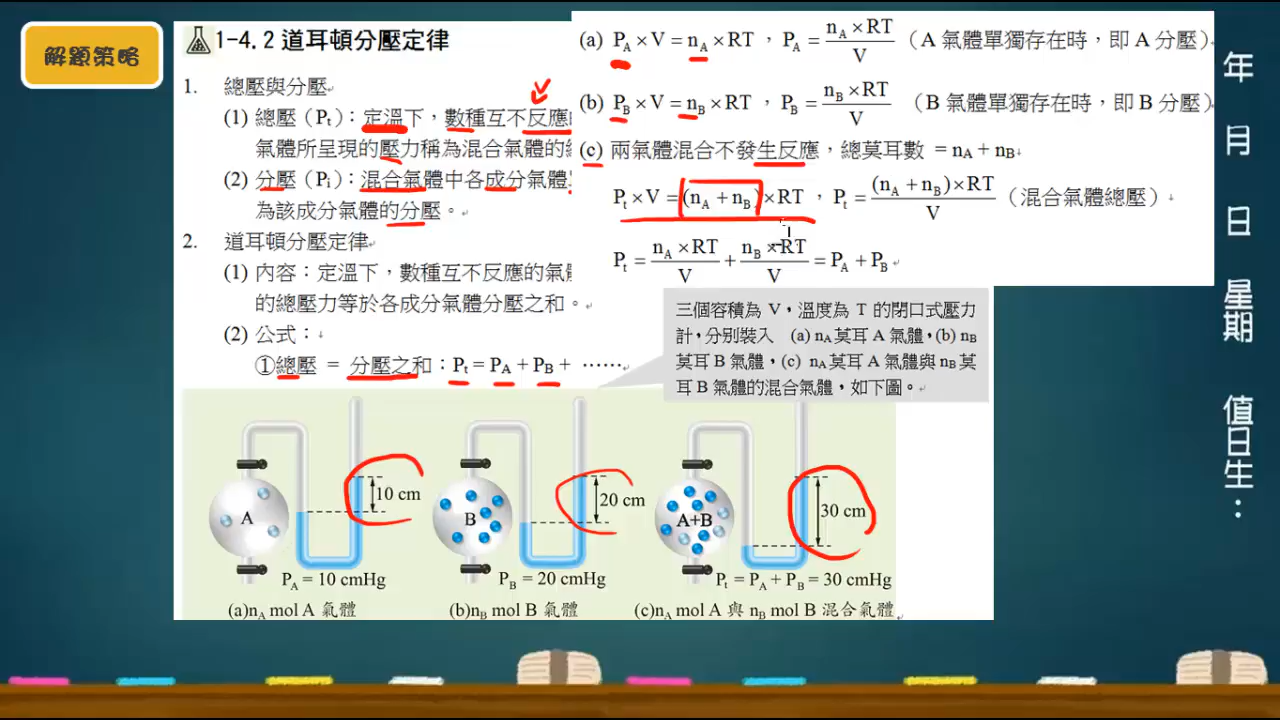 解題策略
1-4.2 道耳頓分壓定律
1. 總壓與分壓
(1) 總壓（Pt）：定溫下，數種互不反應
氣體所呈現的壓力稱為混合氣體的
(2) 分壓（Pi）：混合氣體中各成分氣體
為該成分氣體的分壓。
2. 道耳頓分壓定律
(1) 內容：定溫下，數種互不反應的氣
的總壓力等於各成分氣體分壓之和。
(2) 公式：
①總壓 = 分壓之和：Pt = PA + PB + ……
(a) PA × V = nA × RT ，PA = nA × RT / V （A 氣體單獨存在時，即 A 分壓）
(b) PB × V = nB × RT ，PB = nB × RT / V （B 氣體單獨存在時，即 B 分壓）
(c) 兩氣體混合不發生反應，總莫耳數 = nA + nB
Pt × V = (nA + nB) × RT ，Pt = (nA + nB) × RT / V （混合氣體總壓）
Pt = nA × RT / V + nB × RT / V = PA + PB
三個容積為 V，溫度為 T 的閉口式壓力
計，分別裝入 (a) nA莫耳 A 氣體，(b) nB
莫耳 B 氣體，(c) nA莫耳 A 氣體與 nB 莫
耳 B 氣體的混合氣體，如下圖。
A
10 cm
PA = 10 cmHg
(a)nA mol A 氣體
B
20 cm
PB = 20 cmHg
(b)nB mol B 氣體
A+B
30 cm
Pt = PA + PB = 30 cmHg
(c)nA mol A 與 nB mol B 混合氣體
年
月
日
星期
值日生：